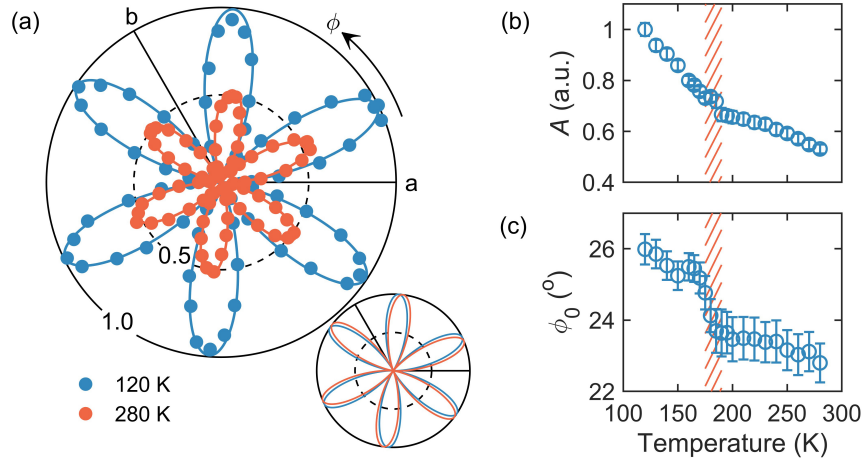 (a)
b
ϕ
a
0.5
1.0
120 K
280 K
(b)
A (a.u.)
1
0.8
0.6
0.4
(c)
ϕ0 (o)
26
24
22
100 150 200 250 300
Temperature (K)